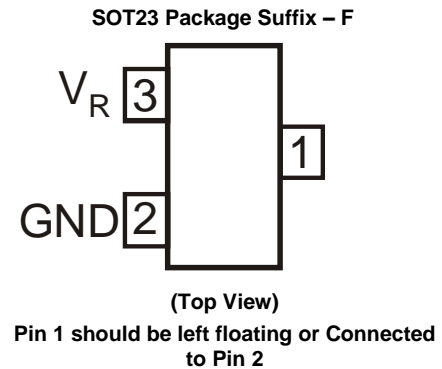 SOT23 Package Suffix – F
VR 3
1
GND 2
(Top View)
Pin 1 should be left floating or Connected
to Pin 2